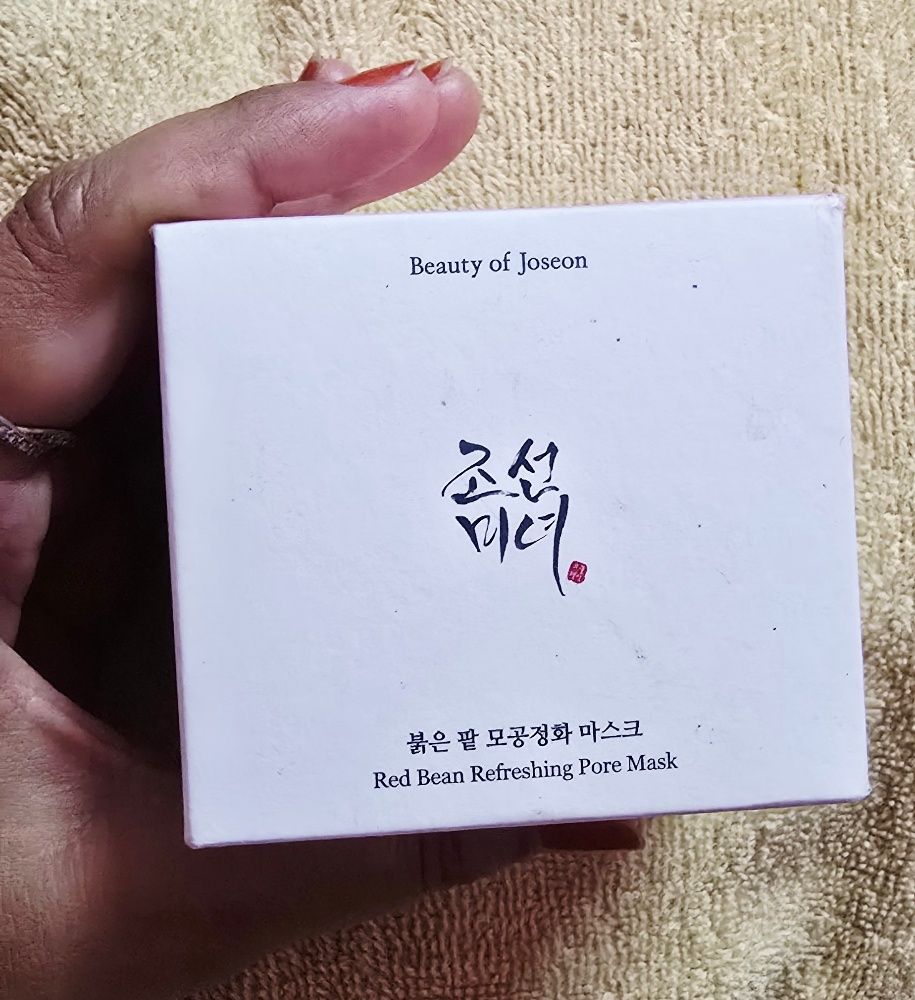 Beauty of Joseon
조선
미녀
붉은 팥 모공정화 마스크
Red Bean Refreshing Pore Mask